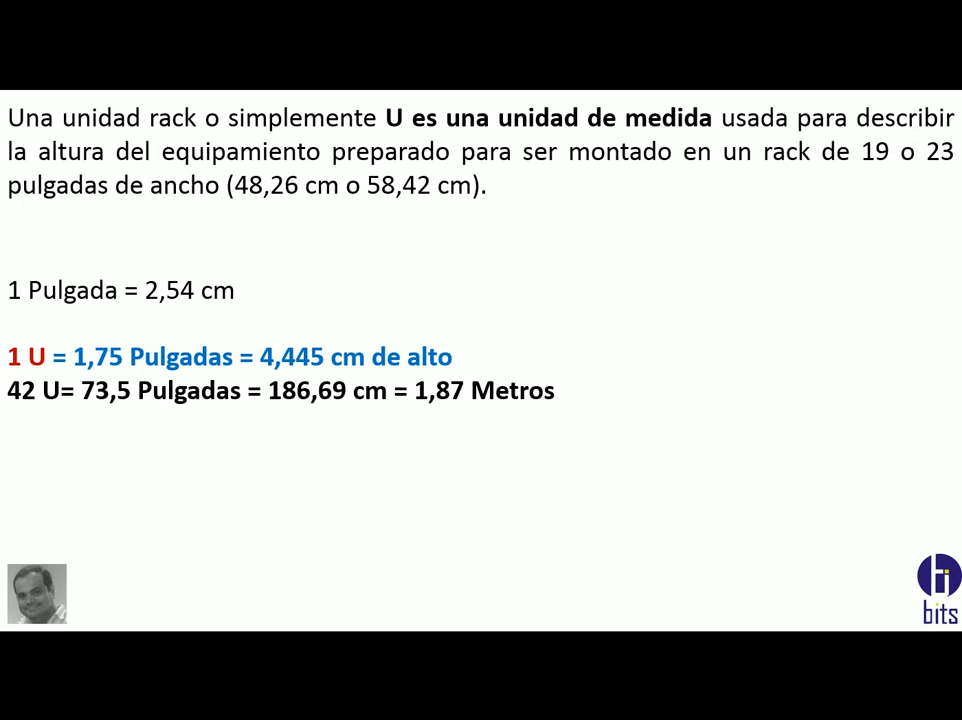 Una unidad rack o simplemente U es una unidad de medida usada para describir
la altura del equipamiento preparado para ser montado en un rack de 19 o 23
pulgadas de ancho (48,26 cm o 58,42 cm).
1 Pulgada = 2,54 cm
1 U = 1,75 Pulgadas = 4,445 cm de alto
42 U= 73,5 Pulgadas = 186,69 cm = 1,87 Metros
bits